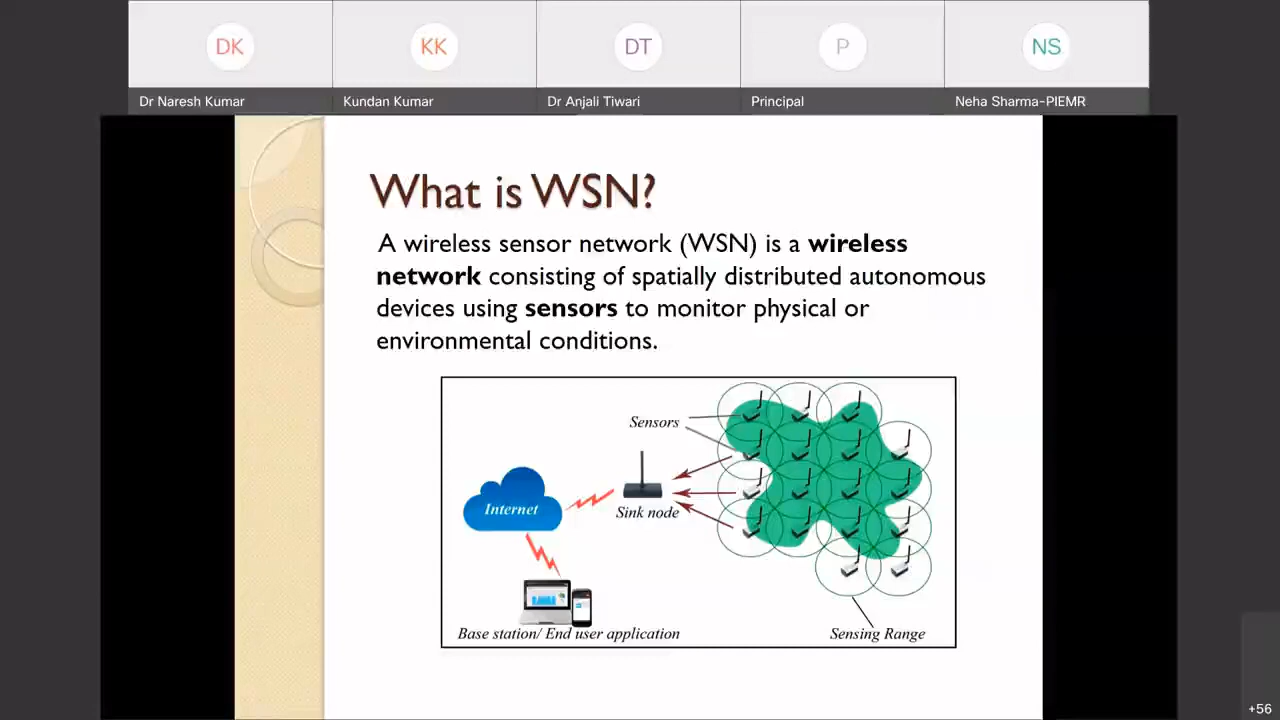 DK
KK
DT
P
NS
Dr Naresh Kumar
Kundan Kumar
Dr Anjali Tiwari
Principal
Neha Sharma-PIEMR
What is WSN?
A wireless sensor network (WSN) is a wireless
network consisting of spatially distributed autonomous
devices using sensors to monitor physical or
environmental conditions.
Sensors
Internet
Sink node
Base station/ End user application
Sensing Range
+56